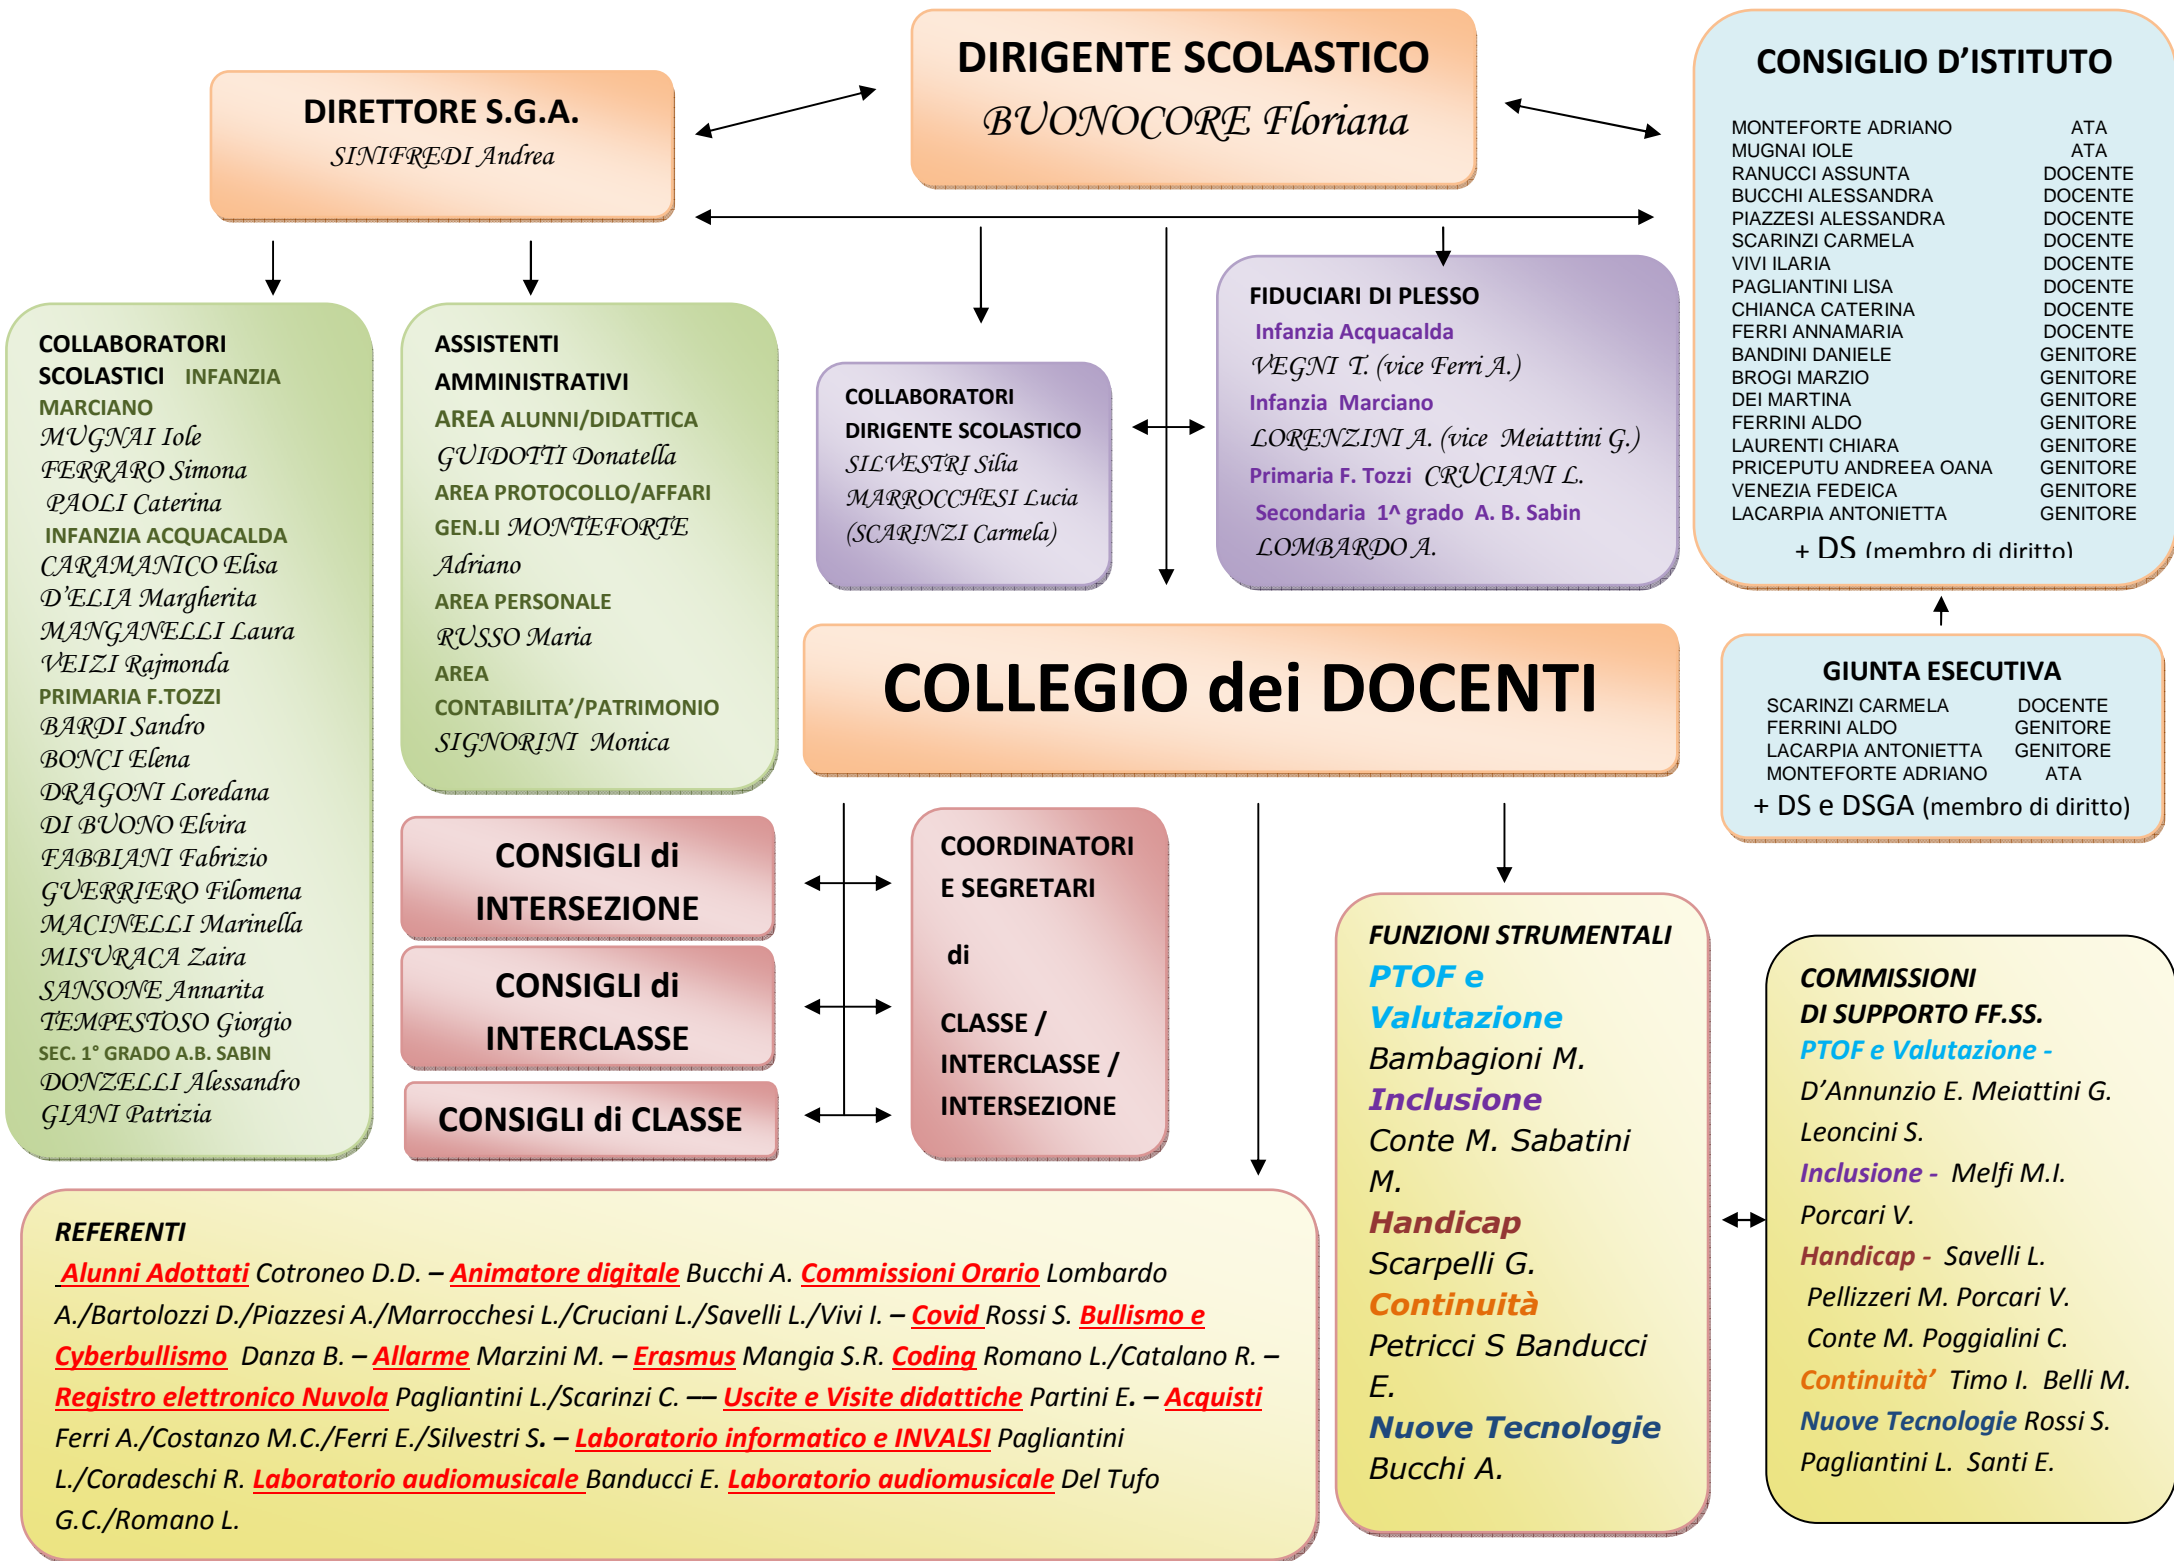 DIRIGENTE SCOLASTICO
BUONOCORE Floriana
DIRETTORE S.G.A.
SINIFREDI Andrea
CONSIGLIO D'ISTITUTO
MONTEFORTE ADRIANO ATA
MUGNAI IOLE ATA
RANUCCI ASSUNTA DOCENTE
BUCCHI ALESSANDRA DOCENTE
PIAZZESI ALESSANDRA DOCENTE
SCARINZI CARMELA DOCENTE
VIVI ILARIA DOCENTE
PAGLIANTINI LISA DOCENTE
CHIANCA CATERINA DOCENTE
FERRI ANNAMARIA DOCENTE
BANDINI DANIELE GENITORE
BROGI MARZIO GENITORE
DEI MARTINA GENITORE
FERRINI ALDO GENITORE
LAURENTI CHIARA GENITORE
PRICEPUTU ANDREEA OANA GENITORE
VENEZIA FEDEICA GENITORE
LACARPIA ANTONIETTA GENITORE
+ DS (membro di diritto)
COLLABORATORI
SCOLASTICI INFANZIA
MARCIANO
MUGNAI Iole
FERRARO Simona
PAOLI Caterina
INFANZIA ACQUACALDA
CARAMANICO Elisa
D'ELIA Margherita
MANGANELLI Laura
VEIZI Rajmonda
PRIMARIA F.TOZZI
BARDI Sandro
BONCI Elena
DRAGONI Loredana
DI BUONO Elvira
FABBIANI Fabrizio
GUERRIERO Filomena
MACINELLI Marinella
MISURACA Zaira
SANSONE Annarita
TEMPESTOSO Giorgio
SEC. 1° GRADO A.B. SABIN
DONZELLI Alessandro
GIANI Patrizia
ASSISTENTI
AMMINISTRATIVI
AREA ALUNNI/DIDATTICA
GUIDOTTI Donatella
AREA PROTOCOLLO/AFFARI
GEN.LI MONTEFORTE
Adriano
AREA PERSONALE
RUSSO Maria
AREA
CONTABILITA'/PATRIMONIO
SIGNORINI Monica
COLLABORATORI
DIRIGENTE SCOLASTICO
SILVESTRI Silia
MARROCCHESI Lucia
(SCARINZI Carmela)
FIDUCIARI DI PLESSO
Infanzia Acquacalda
VEGNI T. (vice Ferri A.)
Infanzia Marciano
LORENZINI A. (vice Meiattini G.)
Primaria F. Tozzi CRUCIANI L.
Secondaria 1^ grado A. B. Sabin
LOMBARDO A.
GIUNTA ESECUTIVA
SCARINZI CARMELA DOCENTE
FERRINI ALDO GENITORE
LACARPIA ANTONIETTA GENITORE
MONTEFORTE ADRIANO ATA
+ DS e DSGA (membro di diritto)
COLLEGIO dei DOCENTI
CONSIGLI di
INTERSEZIONE
CONSIGLI di
INTERCLASSE
CONSIGLI di CLASSE
COORDINATORI
E SEGRETARI
di
CLASSE /
INTERCLASSE /
INTERSEZIONE
FUNZIONI STRUMENTALI
PTOF e
Valutazione
Bambagioni M.
Inclusione
Conte M. Sabatini
M.
Handicap
Scarpelli G.
Continuità
Petricci S Banducci
E.
Nuove Tecnologie
Bucchi A.
COMMISSIONI
DI SUPPORTO FF.SS.
PTOF e Valutazione -
D'Annunzio E. Meiattini G.
Leoncini S.
Inclusione - Melfi M.I.
Porcari V.
Handicap - Savelli L.
Pellizzeri M. Porcari V.
Conte M. Poggialini C.
Continuità' Timo I. Belli M.
Nuove Tecnologie Rossi S.
Pagliantini L. Santi E.
REFERENTI
Alunni Adottati Cotroneo D.D. – Animatore digitale Bucchi A. Commissioni Orario Lombardo
A./Bartolozzi D./Piazzesi A./Marrocchesi L./Cruciani L./Savelli L./Vivi I. – Covid Rossi S. Bullismo e
Cyberbullismo Danza B. – Allarme Marzini M. – Erasmus Mangia S.R. Coding Romano L./Catalano R. –
Registro elettronico Nuvola Pagliantini L./Scarinzi C. –– Uscite e Visite didattiche Partini E. – Acquisti
Ferri A./Costanzo M.C./Ferri E./Silvestri S. – Laboratorio informatico e INVALSI Pagliantini
L./Coradeschi R. Laboratorio audiomusicale Banducci E. Laboratorio audiomusicale Del Tufo
G.C./Romano L.